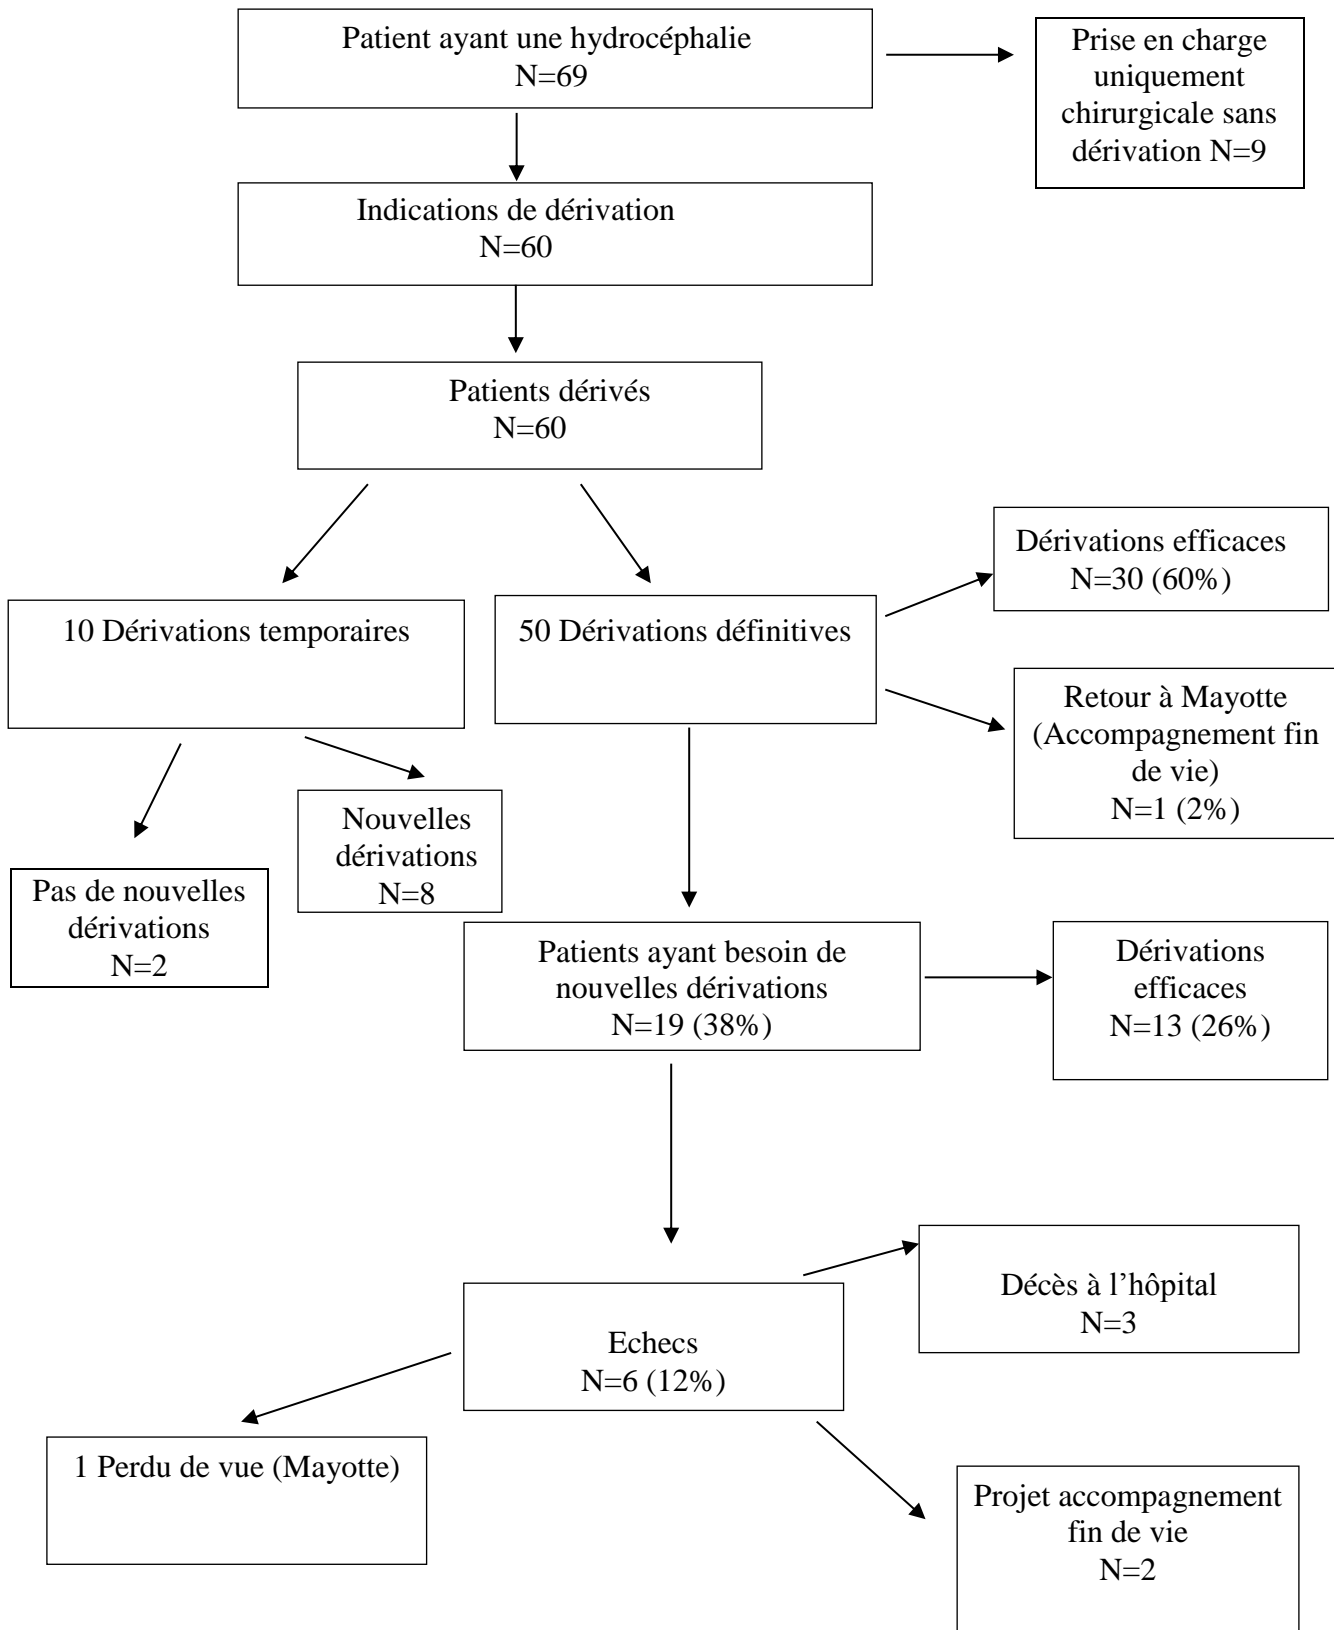 Patient ayant une hydrocéphalie
N=69
Prise en charge
uniquement
chirurgicale sans
dérivation N=9
Indications de dérivation
N=60
Patients dérivés
N=60
Dérivations efficaces
N=30 (60%)
10 Dérivations temporaires
50 Dérivations définitives
Retour à Mayotte
(Accompagnement fin
de vie)
N=1 (2%)
Nouvelles
dérivations
N=8
Pas de nouvelles
dérivations
N=2
Patients ayant besoin de
nouvelles dérivations
N=19 (38%)
Dérivations
efficaces
N=13 (26%)
Décès à l’hôpital
N=3
Echecs
N=6 (12%)
1 Perdu de vue (Mayotte)
Projet accompagnement
fin de vie
N=2